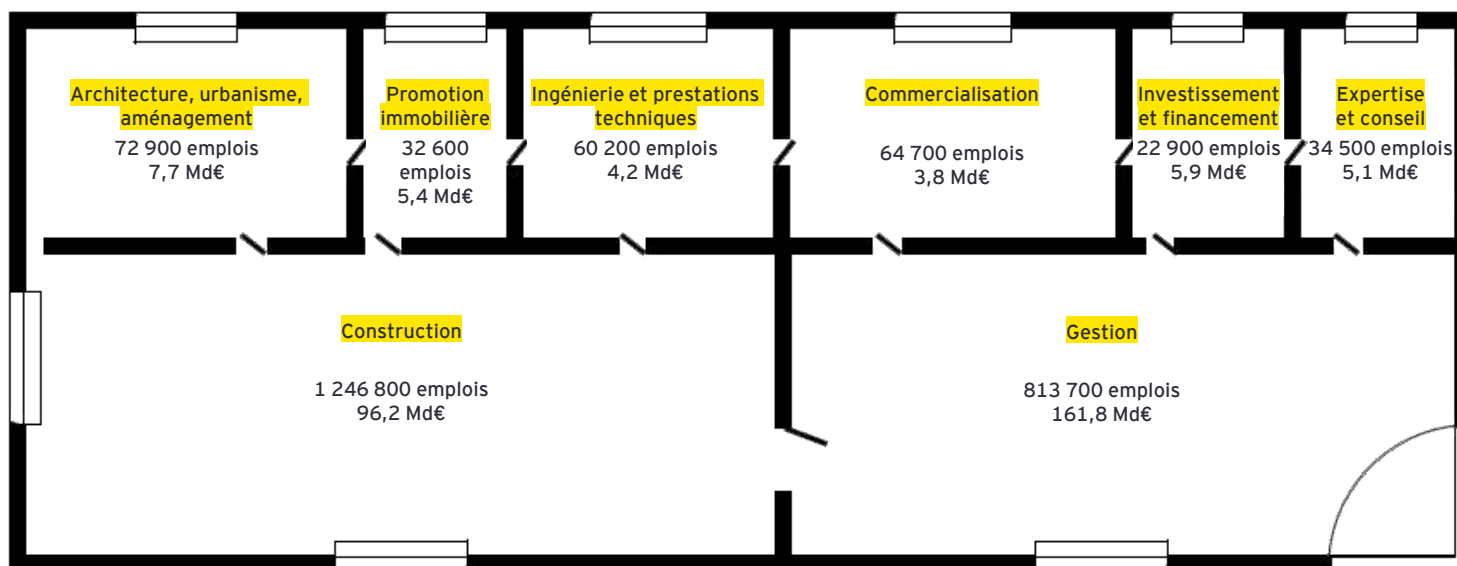 Architecture, urbanisme,
aménagement
72 900 emplois
7,7 Md€
Promotion
immobilière
32 600
emplois
5,4 Md€
Ingénierie et prestations
techniques
60 200 emplois
4,2 Md€
Commercialisation
64 700 emplois
3,8 Md€
Investissement
et financement
22 900 emplois
5,9 Md€
Expertise
et conseil
34 500 emplois
5,1 Md€
Construction
1 246 800 emplois
96,2 Md€
Gestion
813 700 emplois
161,8 Md€